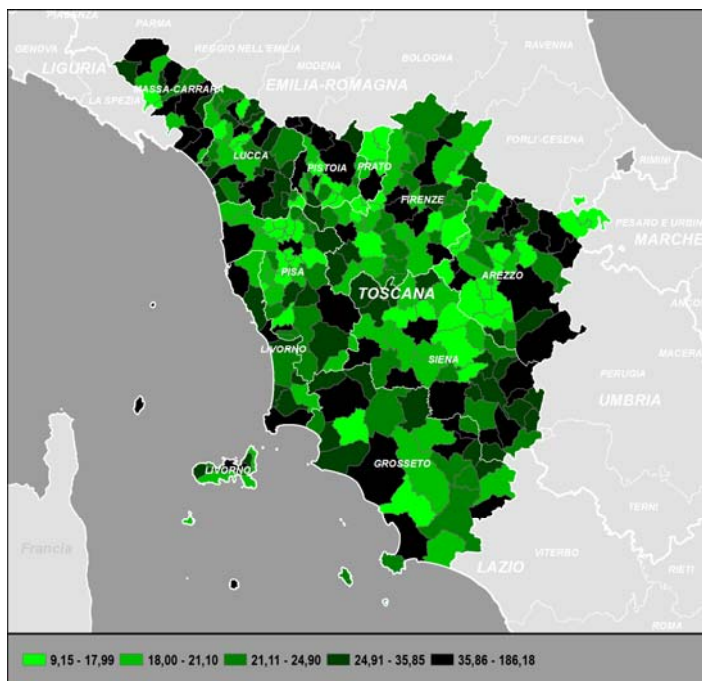 PIACENZA
PARMA
GENOVA
REGGIO NELL'EMILIA
MODENA
BOLOGNA
RAVENNA
LIGURIA
EMILIA-ROMAGNA
MASSA-CARRARA
LA SPEZIA
FORLI'-CESENA
RIMINI
LUCCA
PISTOIA
PRATO
FIRENZE
PESARO E URBIN
MARCHE
PISA
AREZZO
TOSCANA
ANCO
LIVORNO
SIENA
MACERA
PERUGIA
UMBRIA
GROSSETO
LIVORNO
TERNI
Francia
VITERBO
LAZIO
RIETI
ROMA
9,15 - 17,99 18,00 - 21,10 21,11 - 24,90 24,91 - 35,85 35,86 - 186,18